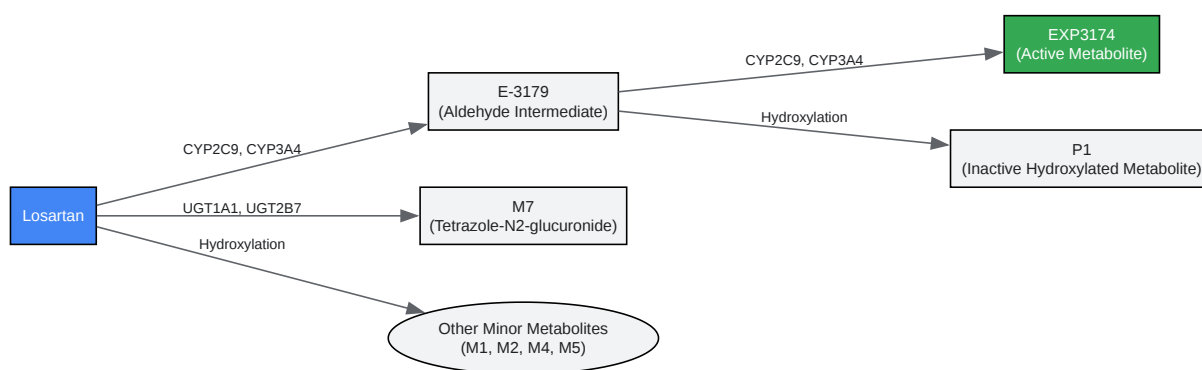 EXP3174
(Active Metabolite)
CYP2C9, CYP3A4
E-3179
(Aldehyde Intermediate)
Hydroxylation
P1
(Inactive Hydroxylated Metabolite)
CYP2C9, CYP3A4
Losartan
UGT1A1, UGT2B7
M7
(Tetrazole-N2-glucuronide)
Hydroxylation
Other Minor Metabolites
(M1, M2, M4, M5)